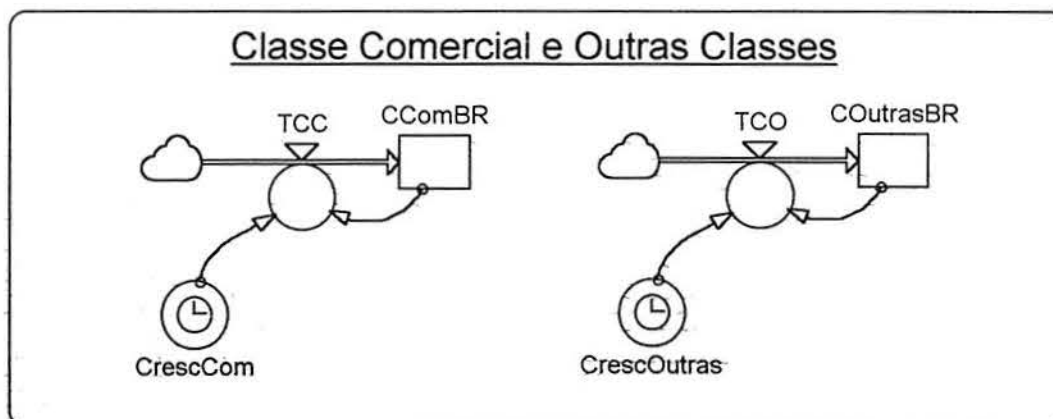 Classe Comercial e Outras Classes
TCC
CComBR
TCO
COutrasBR
CrescCom
CrescOutras